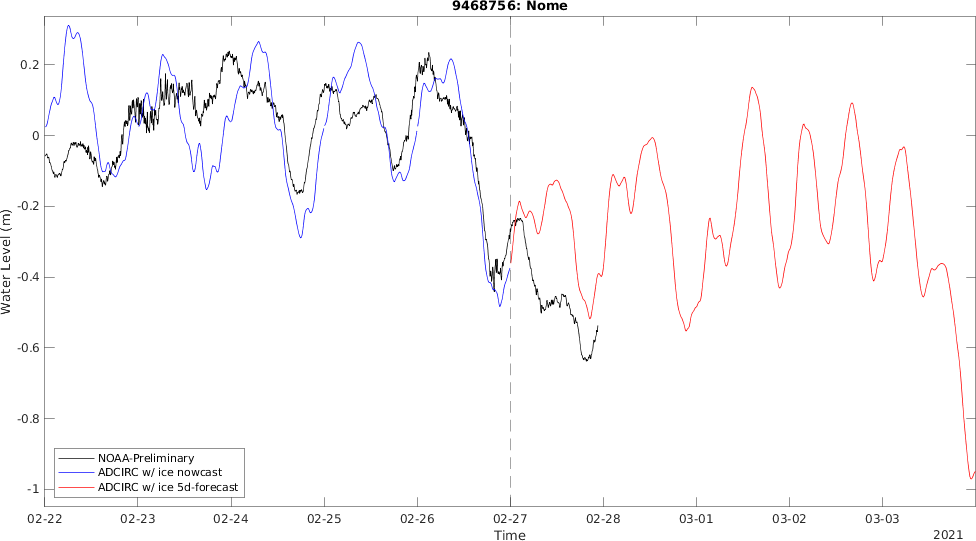 9468756: Nome
0.2
0
-0.2
-0.4
-0.6
-0.8
-1
Water Level (m)
NOAA-Preliminary
ADCIRC w/ ice nowcast
ADCIRC w/ ice 5d-forecast
02-22 02-23 02-24 02-25 02-26 02-27 02-28 03-01 03-02 03-03
Time
2021